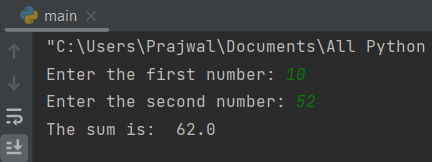 main
"C:\Users\Prajwal\Documents\All Python
Enter the first number: 10
Enter the second number: 52
The sum is:  62.0